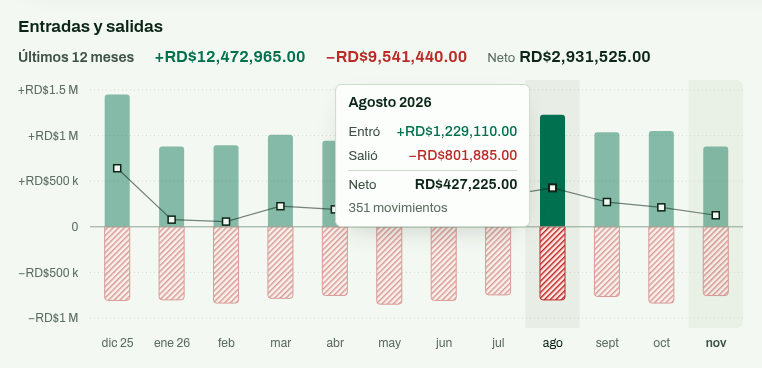 Entradas y salidas
Últimos 12 meses +RD$12,472,965.00 −RD$9,541,440.00 Neto RD$2,931,525.00
+RD$1.5 M
+RD$1 M
+RD$500 k
0
−RD$500 k
−RD$1 M
Agosto 2026
Entró +RD$1,229,110.00
Salió −RD$801,885.00
Neto RD$427,225.00
351 movimientos
dic 25 ene 26 feb mar abr may jun jul ago sept oct nov